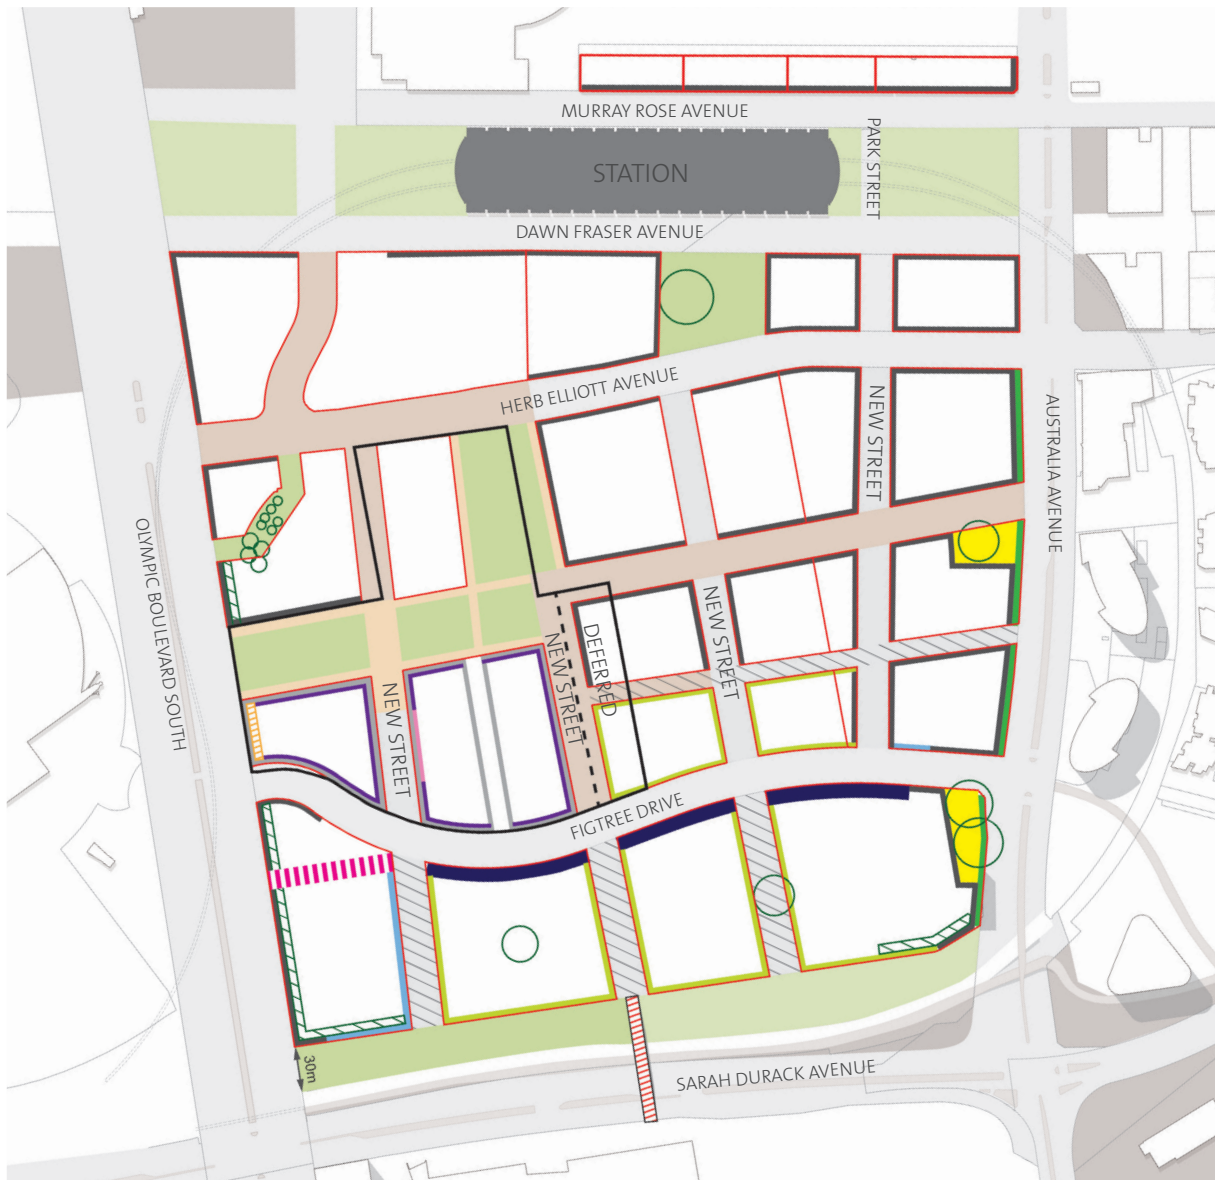 MURRAY ROSE AVENUE
PARK STREET
STATION
DAWN FRASER AVENUE
HERB ELLIOTT AVENUE
NEW STREET
AUSTRALIA AVENUE
OLYMPIC BOULEVARD SOUTH
NEW STREET
DEFERRED
NEW STREET
NEW STREET
FIGTREE DRIVE
30m
SARAH DURACK AVENUE